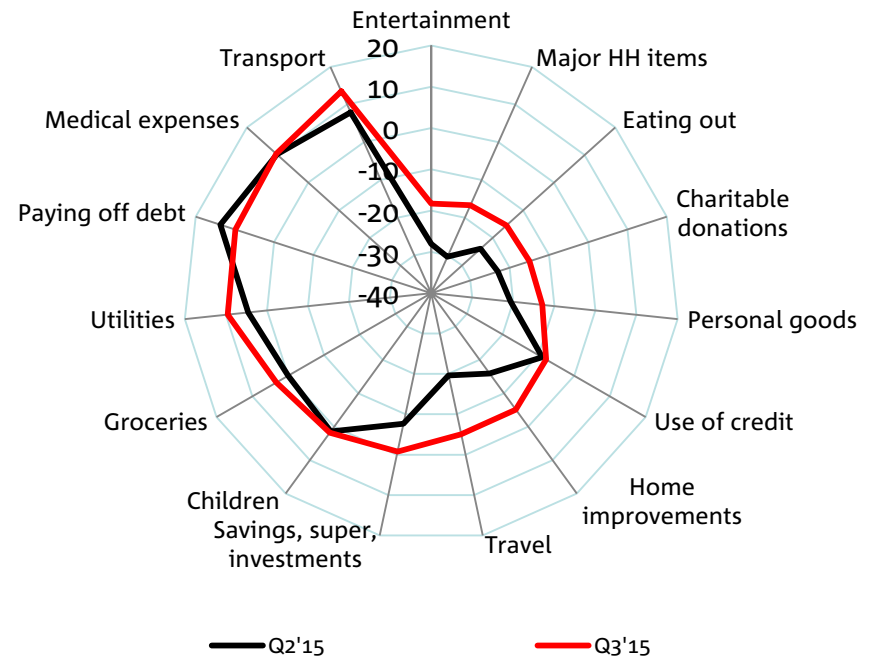 Entertainment
20
10
0
-10
-20
-30
-40
Major HH items
Eating out
Charitable
donations
Personal goods
Use of credit
Home
improvements
Travel
Savings, super,
investments
Children
Groceries
Utilities
Paying off debt
Medical expenses
Transport
Q2'15
Q3'15